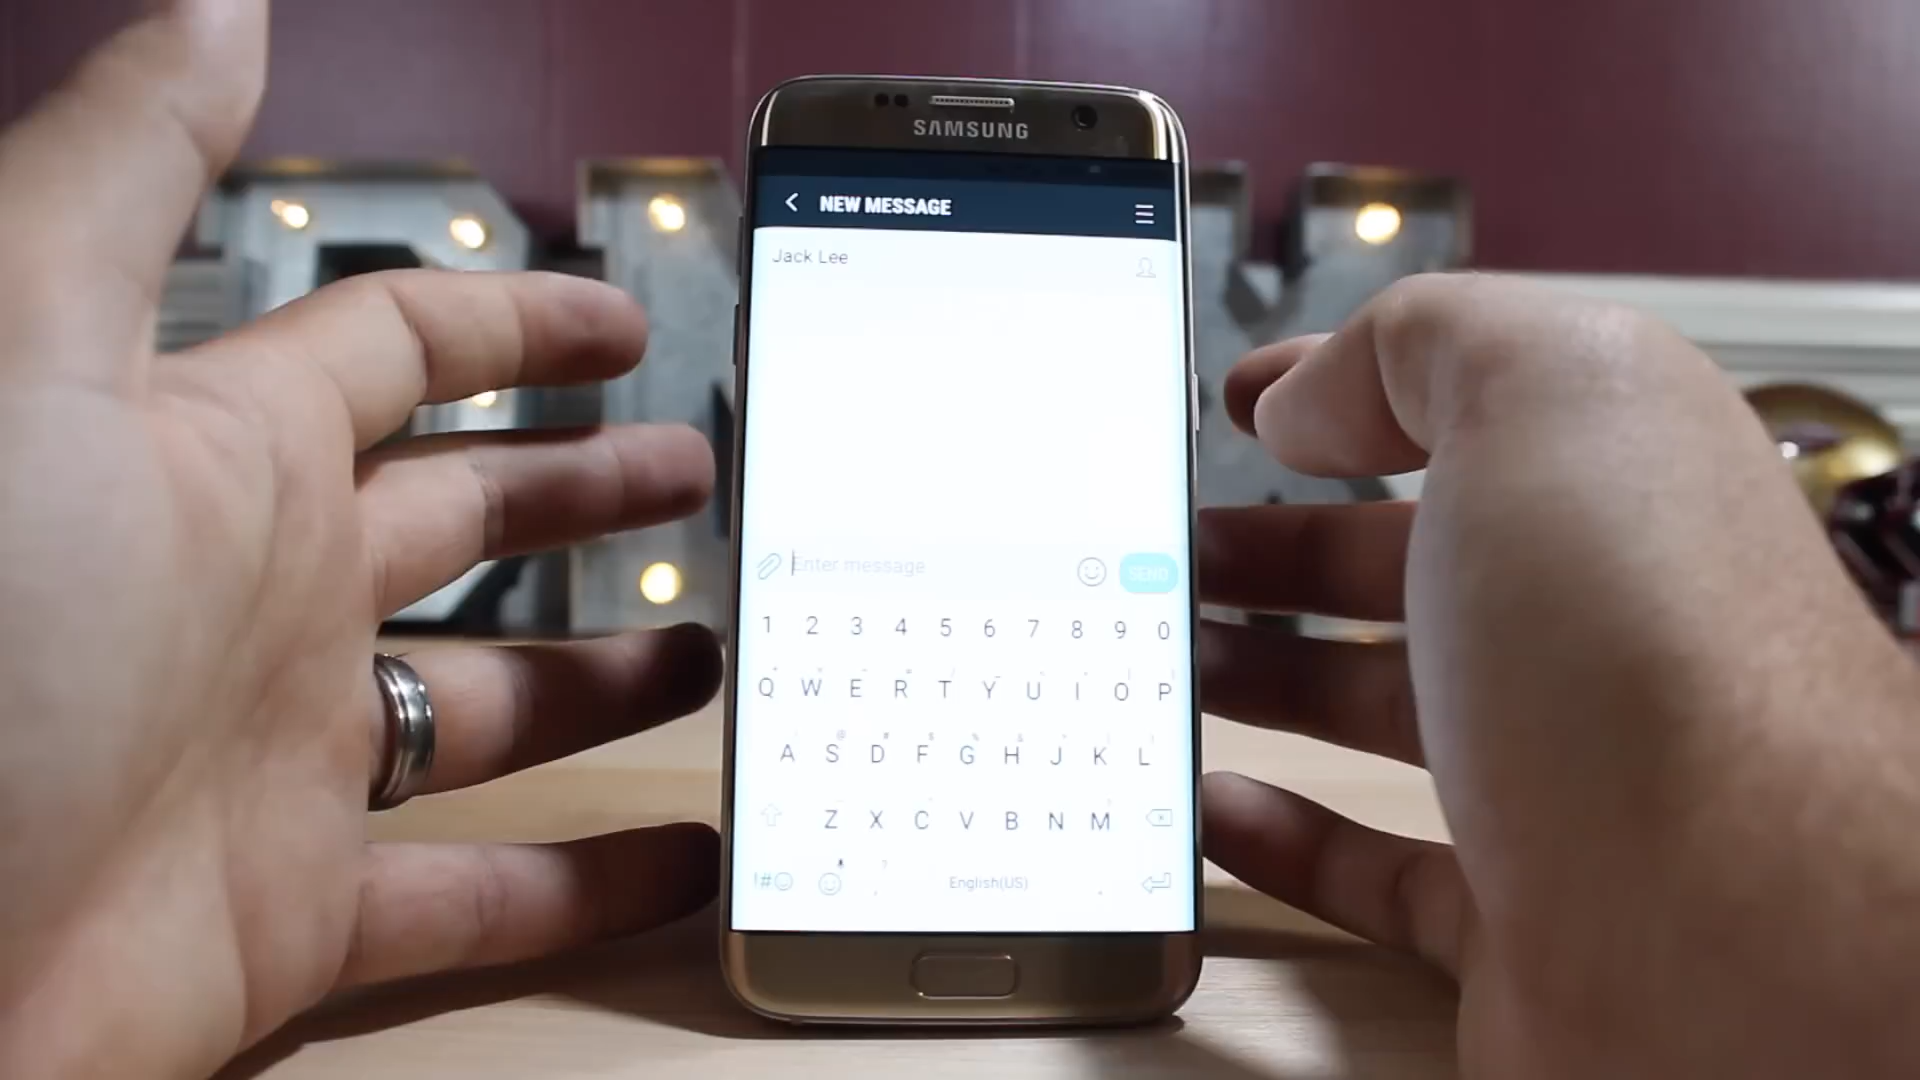 SAMSUNG
NEW MESSAGE
Jack Lee
Enter message
SEND
1 2 3 4 5 6 7 8 9 0
Q W E R T Y U I O P
A S D F G H J K L
Z X C V B N M
!#☺ English(US)